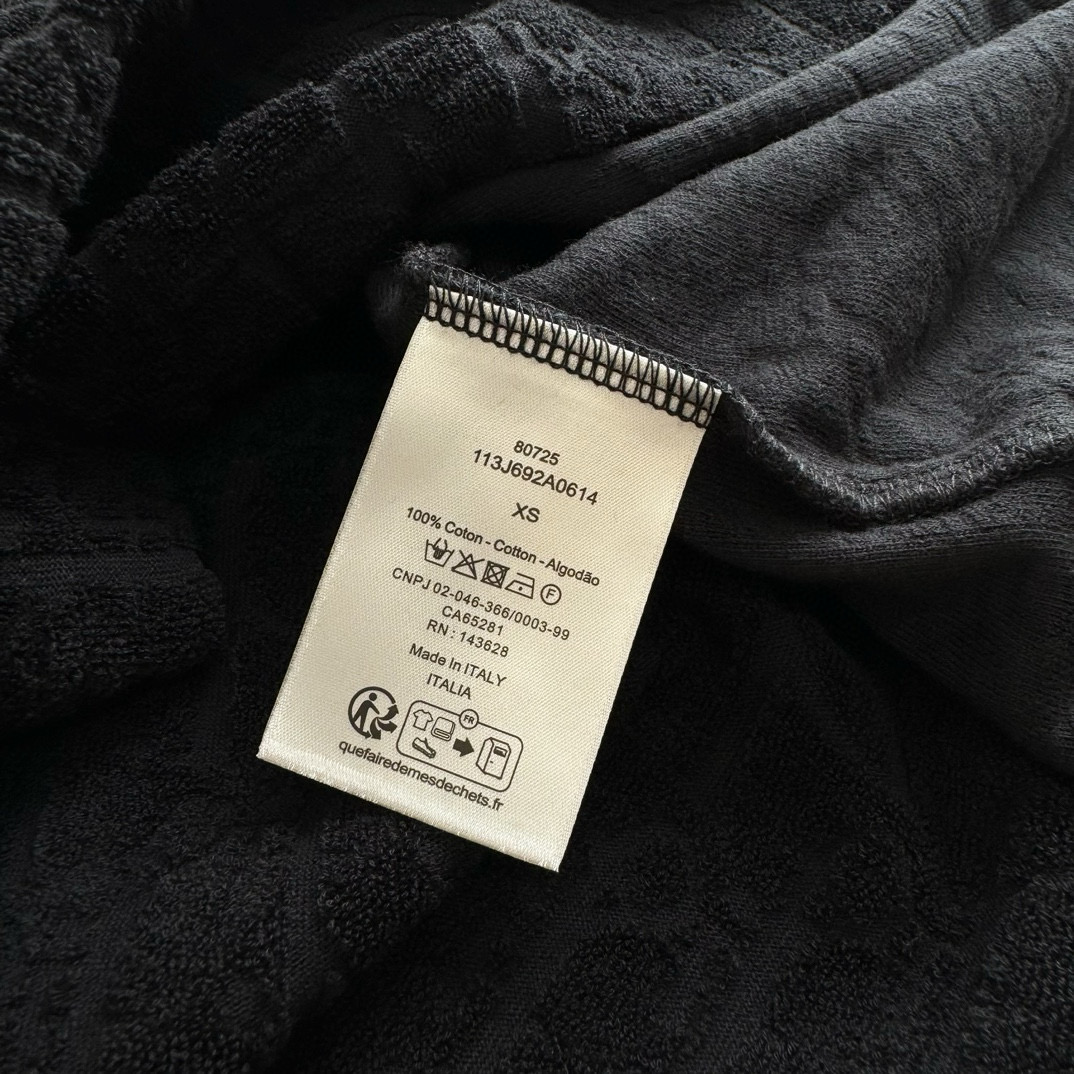 80725
113J692A0614
XS
100% Coton - Cotton - Algodão
F
CNPJ 02-046-366/0003-99
CA65281
RN : 143628
Made In ITALY
ITALIA
FR
quefairedemesdechets.fr